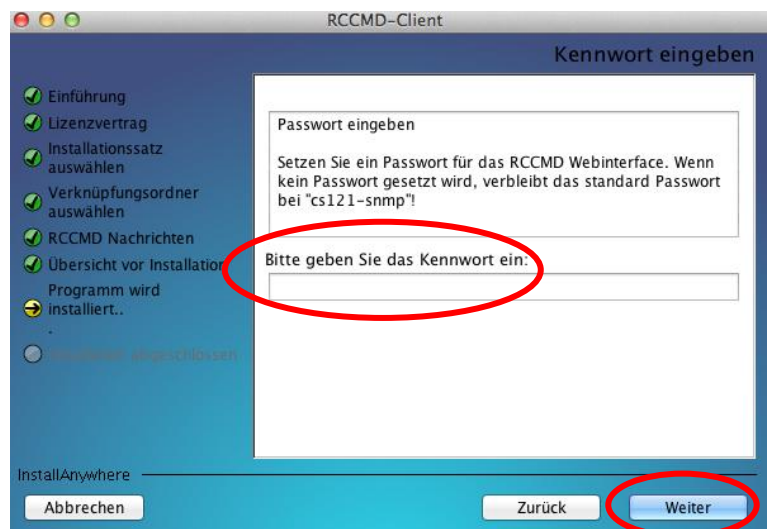 RCCMD-Client
Kennwort eingeben
Einführung
Lizenzvertrag
Installationssatz
auswählen
Verknüpfungsordner
auswählen
RCCMD Nachrichten
Übersicht vor Installation
Programm wird
installiert..
.
abgeschlossen
Passwort eingeben
Setzen Sie ein Passwort für das RCCMD Webinterface. Wenn
kein Passwort gesetzt wird, verbleibt das standard Passwort
bei "cs121-snmp"!
Bitte geben Sie das Kennwort ein:
InstallAnywhere
Abbrechen
Zurück
Weiter